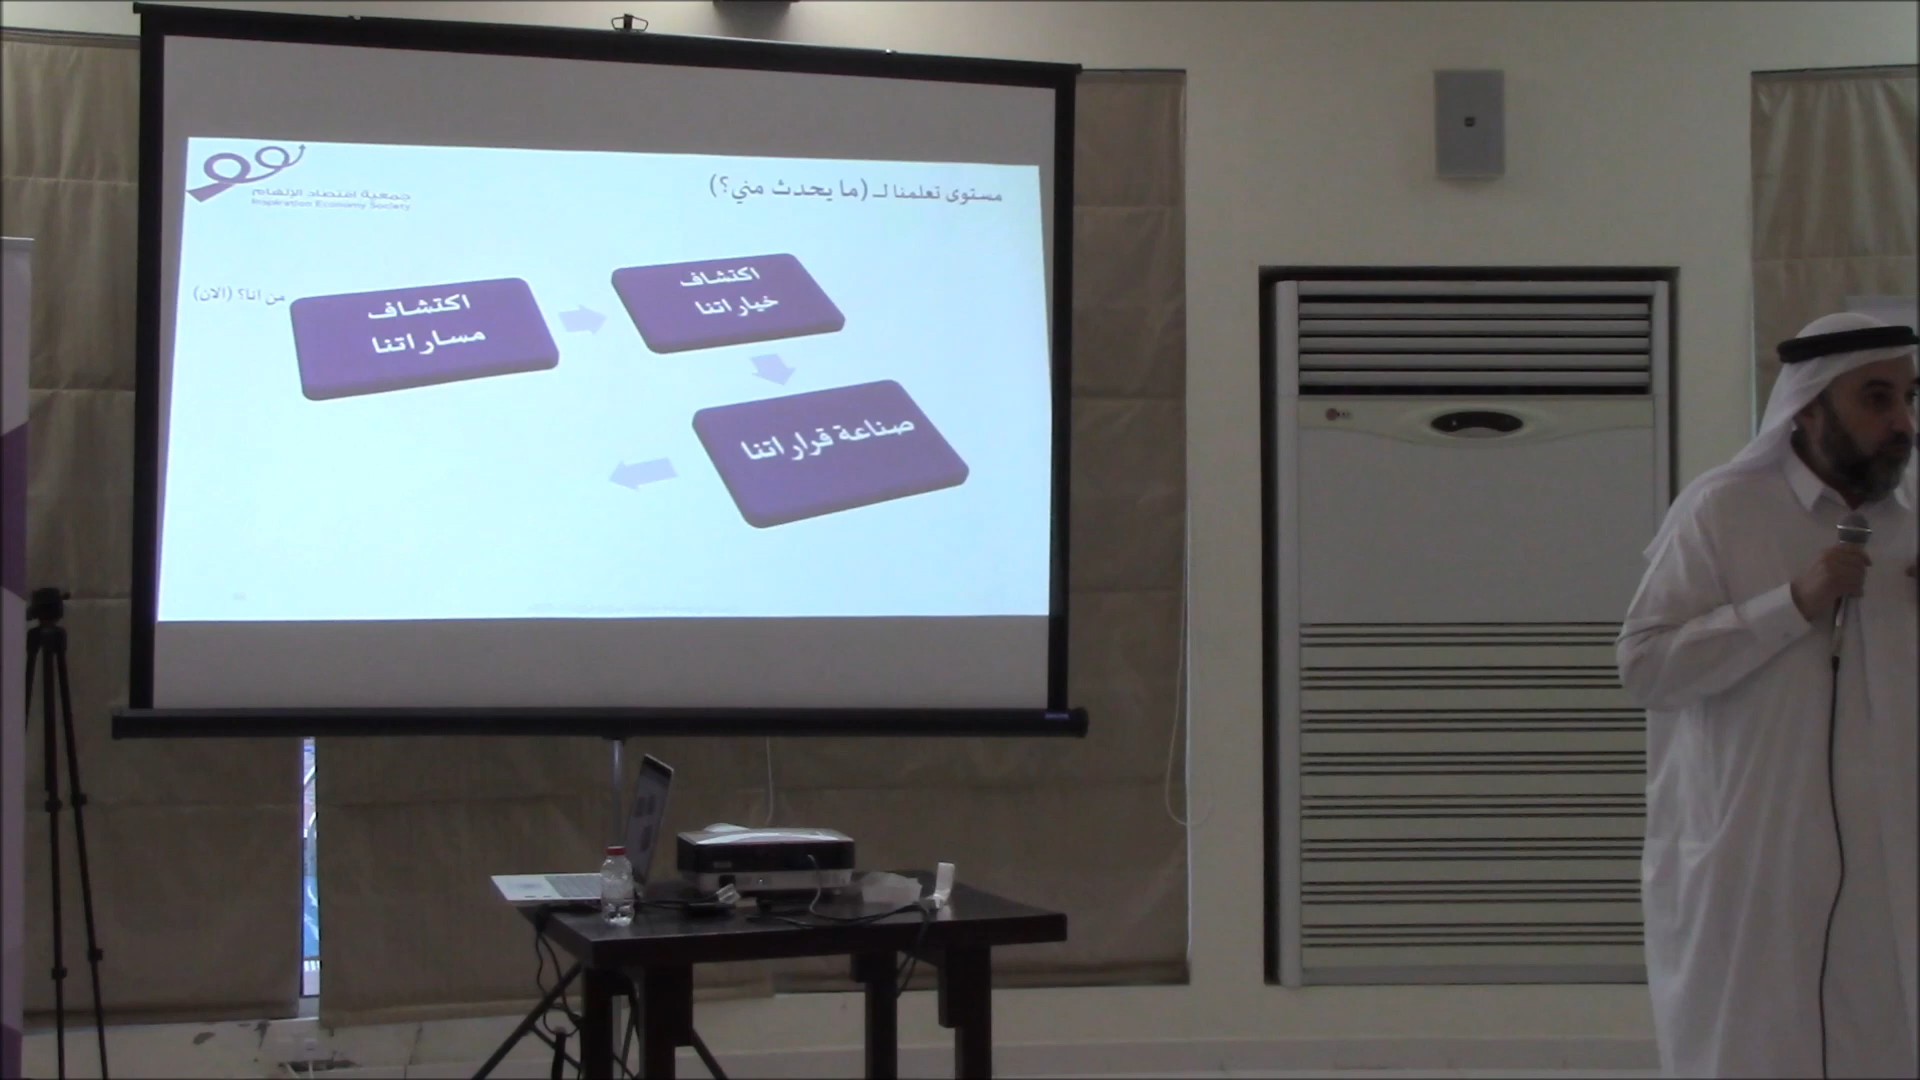 جمعية اقتصاد الإلهام
Inspiration Economy Society
مستوى تعلمنا لـ (ما يحدث مني؟)
من انا؟ (الان)
اكتشاف
مساراتنا
اكتشاف
خياراتنا
صناعة قراراتنا
LG